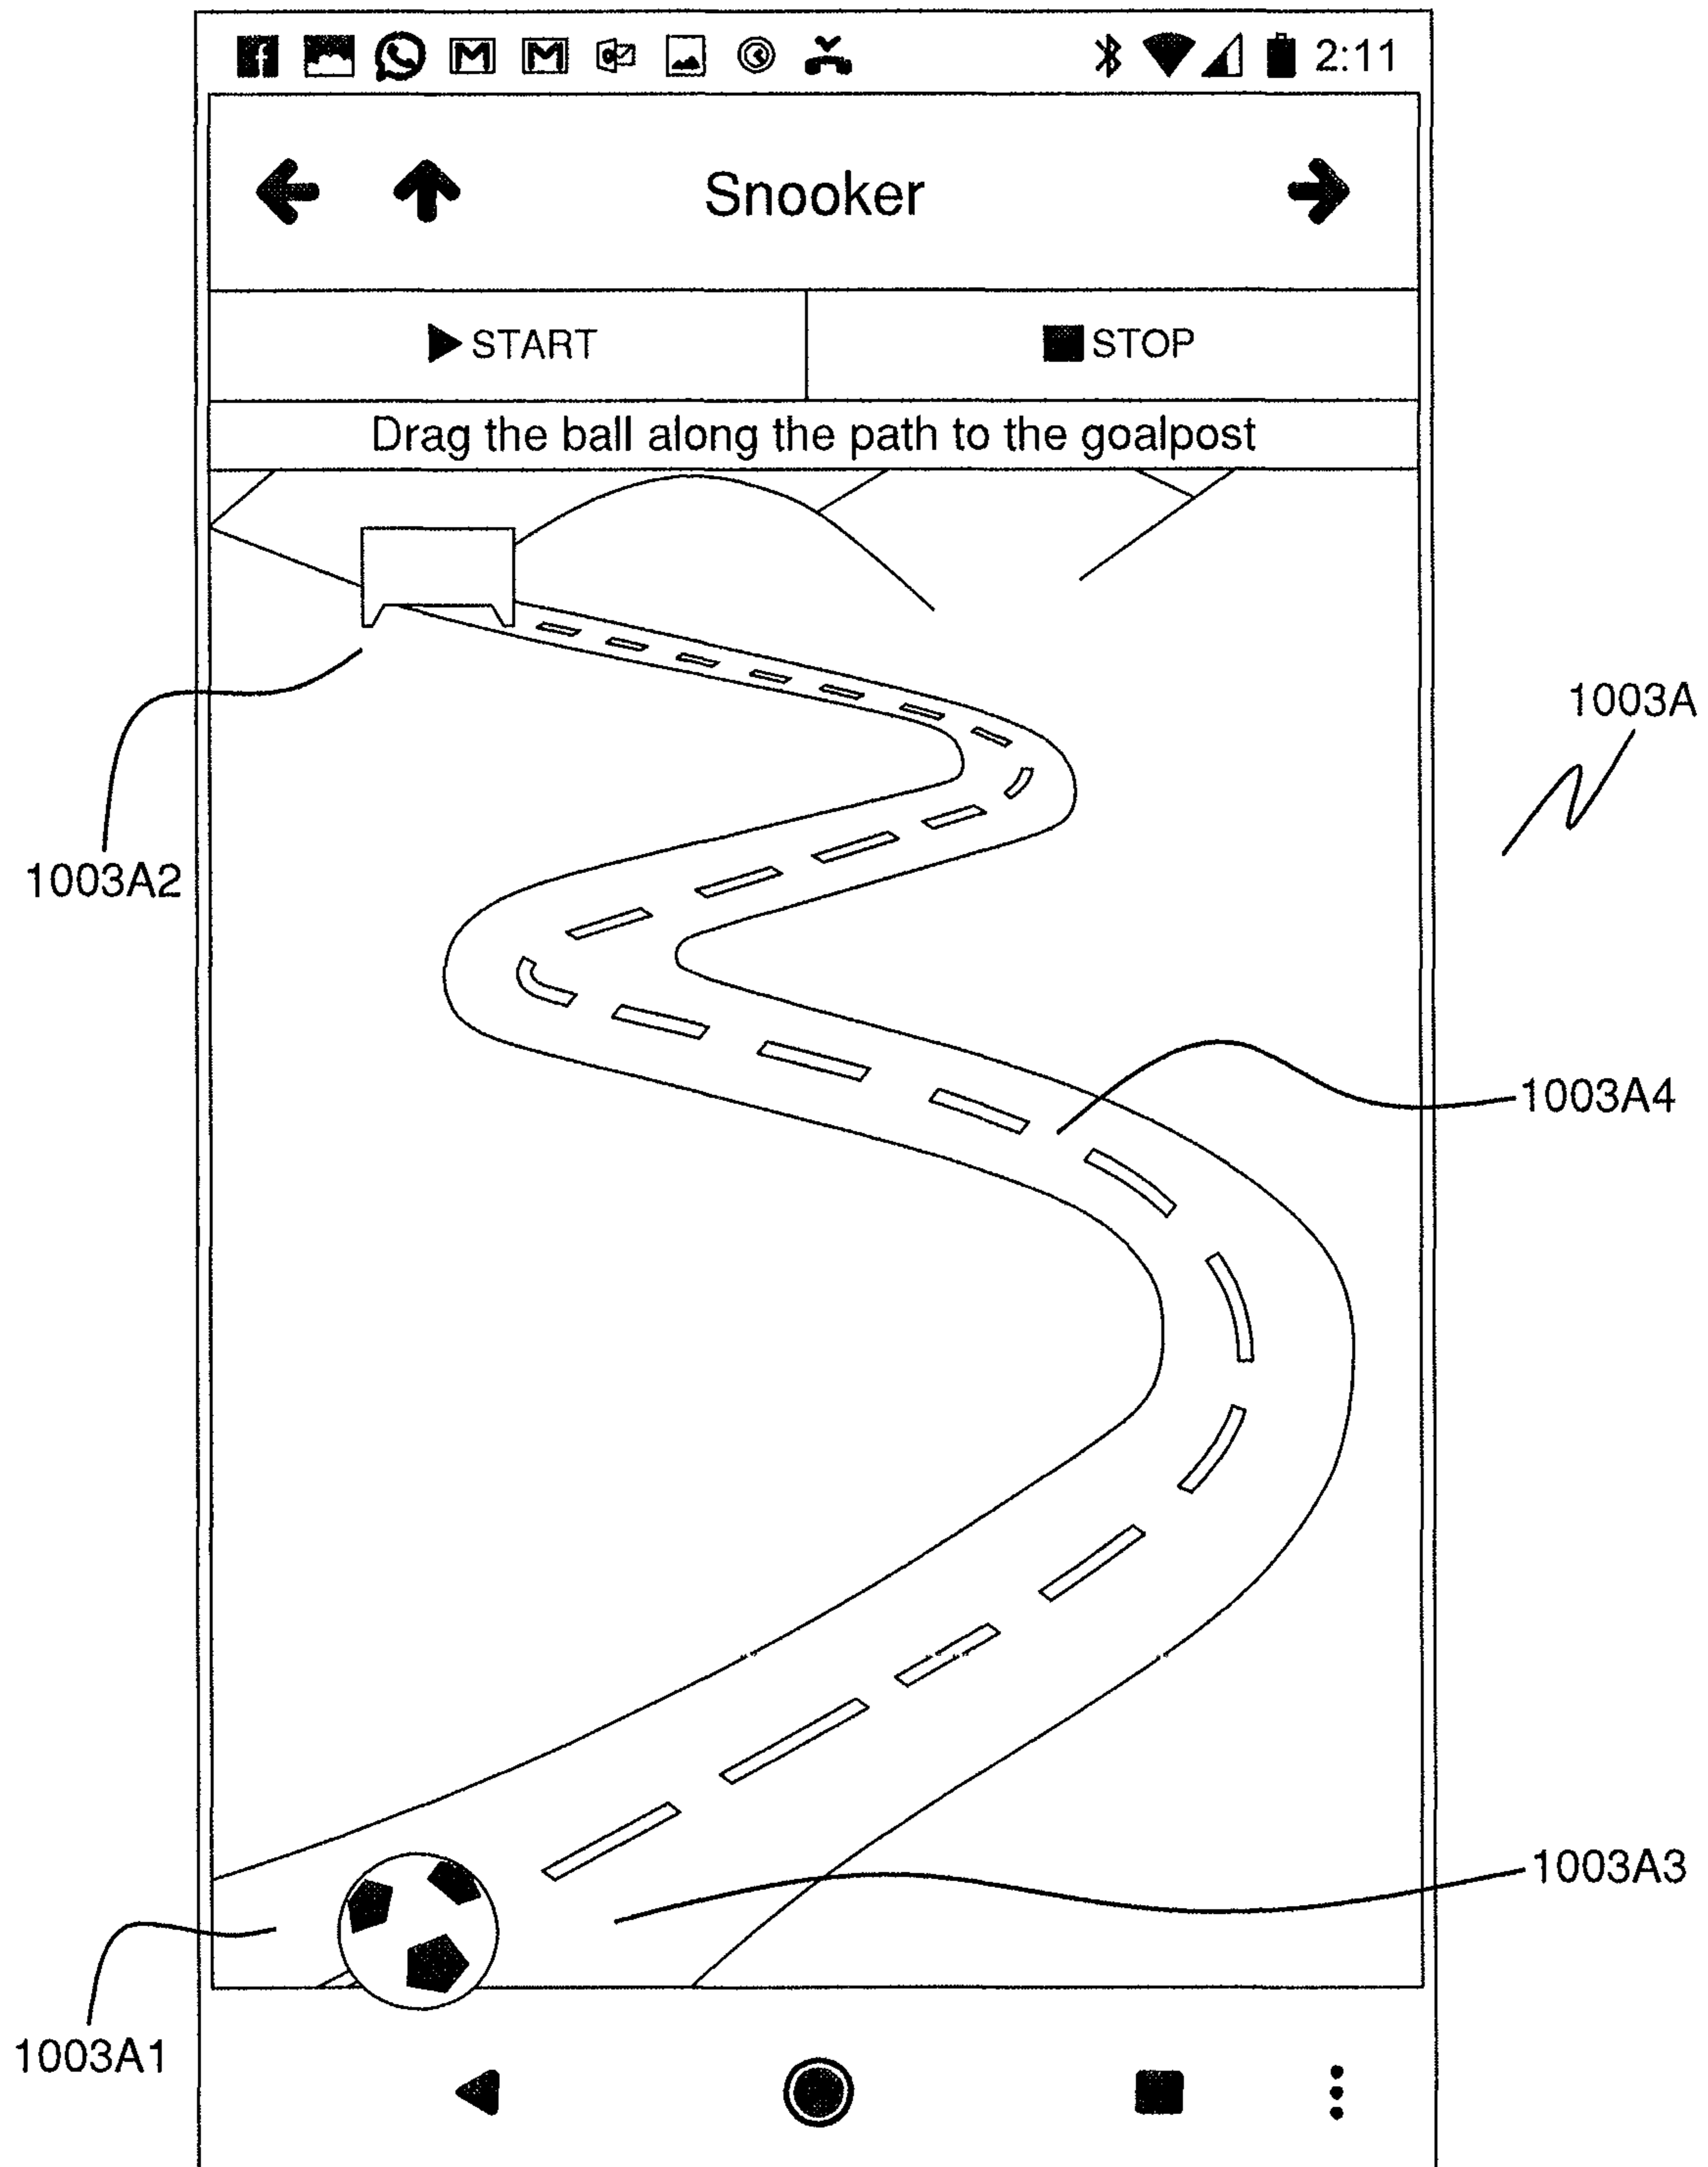 2:11
Snooker
START
STOP
Drag the ball along the path to the goalpost
1003A
1003A2
1003A4
1003A3
1003A1